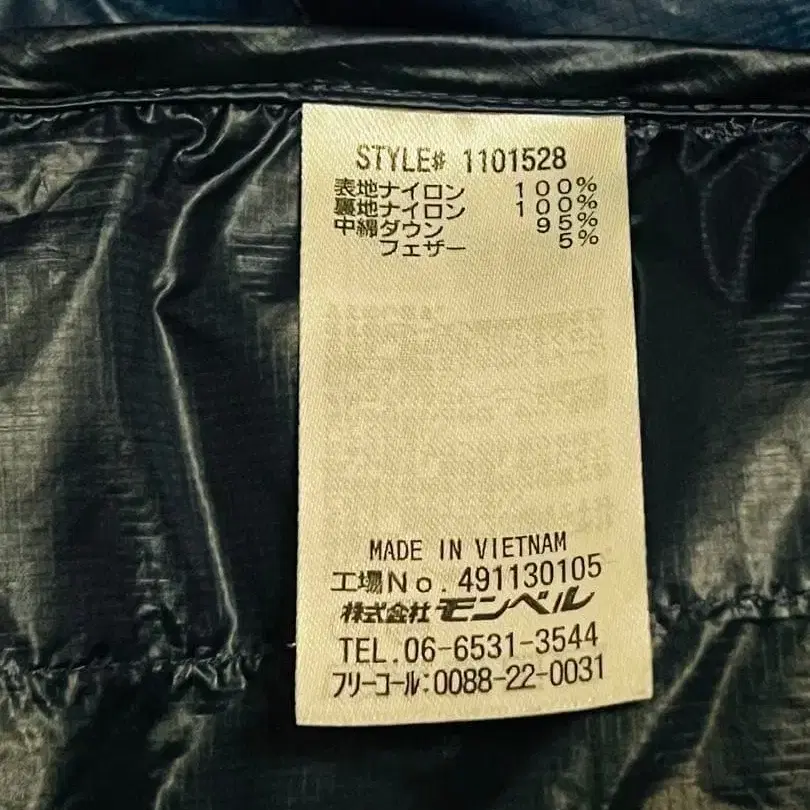 STYLE# 1101528
表地ナイロン 100%
裏地ナイロン 100%
中綿ダウン 95%
フェザー 5%
MADE IN VIETNAM
工場No. 491130105
株式会社 モンベル
TEL.06-6531-3544
フリーコール:0088-22-0031